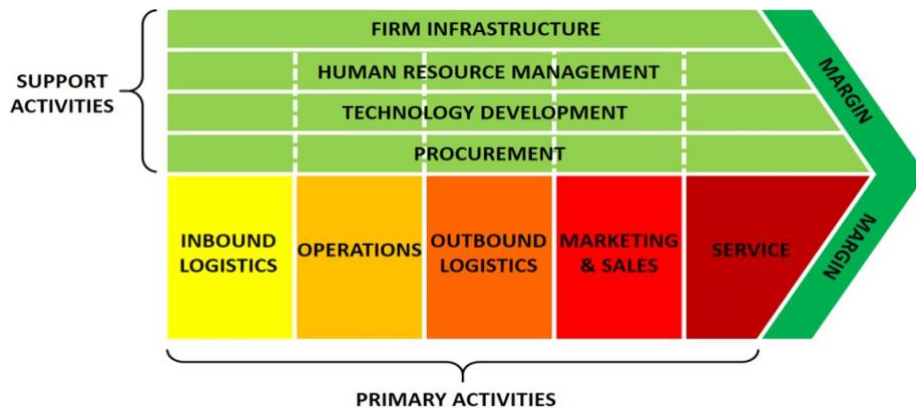 FIRM INFRASTRUCTURE
SUPPORT
ACTIVITIES
HUMAN RESOURCE MANAGEMENT
TECHNOLOGY DEVELOPMENT
PROCUREMENT
MARGIN
INBOUND
LOGISTICS
OPERATIONS
OUTBOUND
LOGISTICS
MARKETING
& SALES
SERVICE
MARGIN
PRIMARY ACTIVITIES